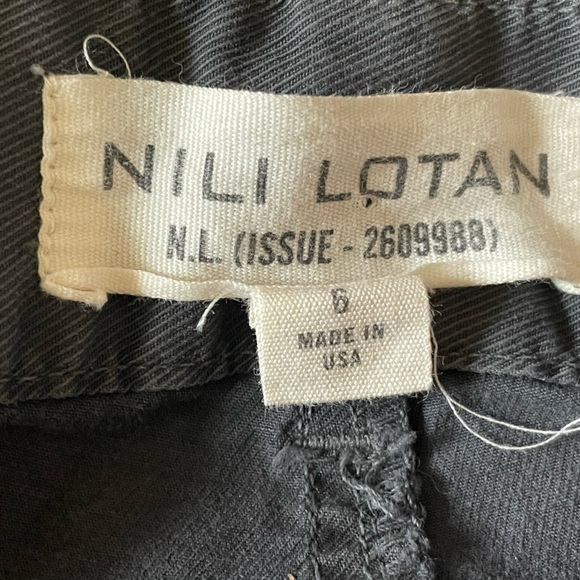 NILI LOTAN
N.L. (ISSUE - 2609988)
6
MADE IN
USA